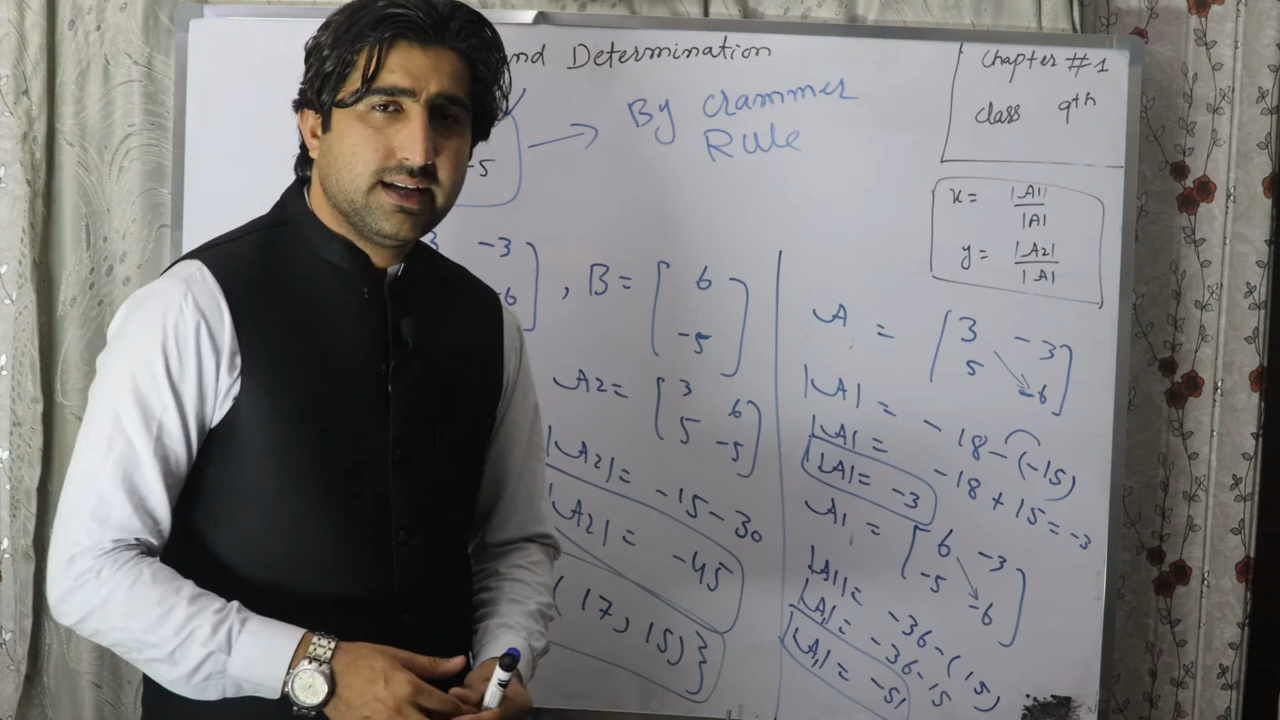 nd Determination
Chapter #1
class 9th
By Crammer
Rule
-5
x = |A1| / |A|
y = |A2| / |A|
3 -3
-6
, B = [ 6
-5 ]
A2 = [ 3 6
5 -5 ]
|A2| = -15 - 30
|A2| = -45
( 17, 15)}
A = [ 3 -3
5 -6 ]
|A| = -18 - (-15)
|A| = -18 + 15 = -3
|A| = -3
A1 = [ 6 -3
-5 -6 ]
|A1| = -36 - (15)
|A1| = -36 - 15
|A1| = -51